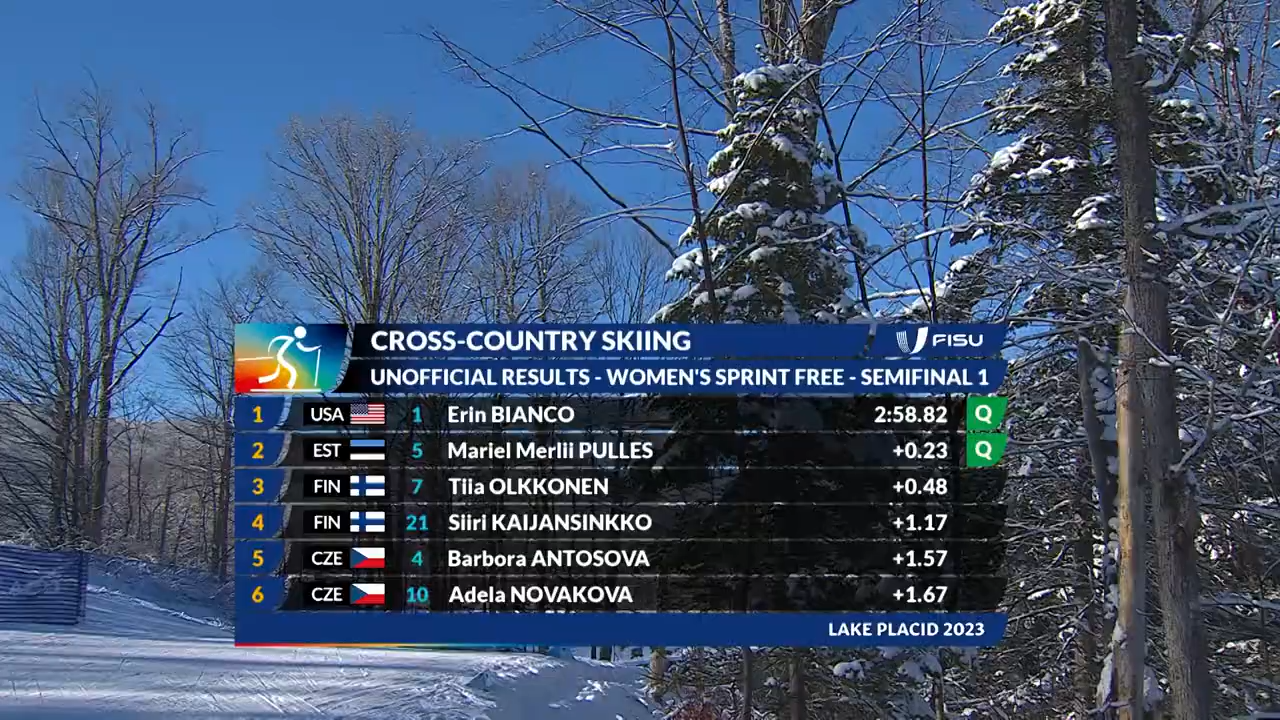 CROSS-COUNTRY SKIING FISU
UNOFFICIAL RESULTS - WOMEN'S SPRINT FREE - SEMIFINAL 1
1 USA 1 Erin BIANCO 2:58.82 Q
2 EST 5 Mariel Merlii PULLES +0.23 Q
3 FIN 7 Tiia OLKKONEN +0.48
4 FIN 21 Siiri KAIJANSINKKO +1.17
5 CZE 4 Barbora ANTOSOVA +1.57
6 CZE 10 Adela NOVAKOVA +1.67
LAKE PLACID 2023